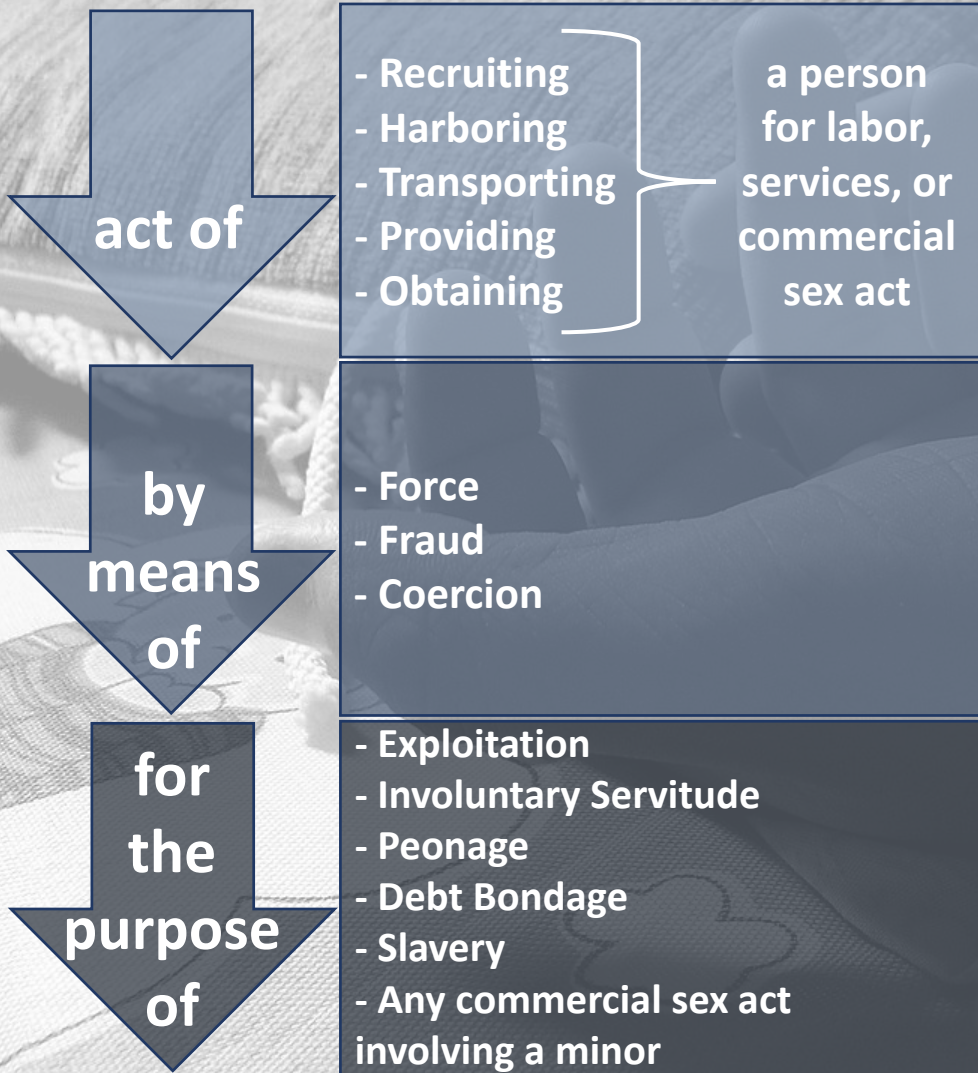 act of
- Recruiting
- Harboring
- Transporting
- Providing
- Obtaining
a person
for labor,
services, or
commercial
sex act
by
means
of
- Force
- Fraud
- Coercion
for
the
purpose
of
- Exploitation
- Involuntary Servitude
- Peonage
- Debt Bondage
- Slavery
- Any commercial sex act
involving a minor